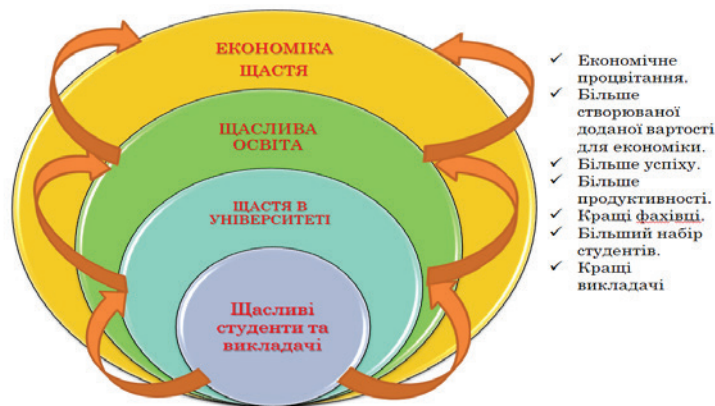 ЕКОНОМІКА
ЩАСТЯ
ЩАСЛИВА
ОСВІТА
ЩАСТЯ В
УНІВЕРСИТЕТІ
Щасливі
студенти та
викладачі
✓ Економічне
процвітання.
✓ Більше
створюваної
доданої вартості
для економіки.
✓ Більше успіху.
✓ Більше
продуктивності.
✓ Кращі фахівці.
✓ Більший набір
студентів.
✓ Кращі
викладачі